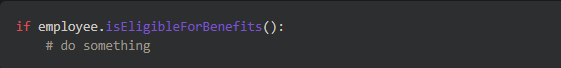 if employee.isEligibleForBenefits():
    # do something